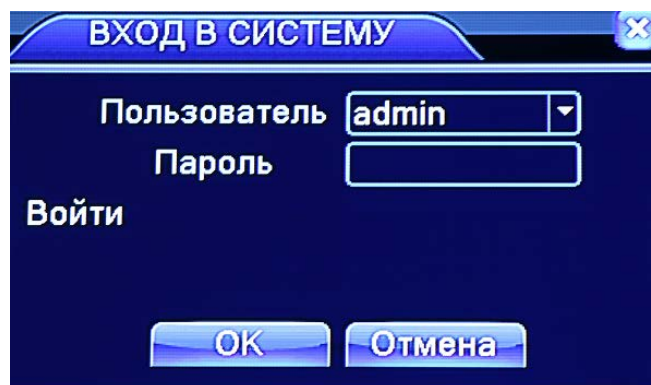 ВХОД В СИСТЕМУ
Пользователь admin
Пароль
Войти
OK Отмена